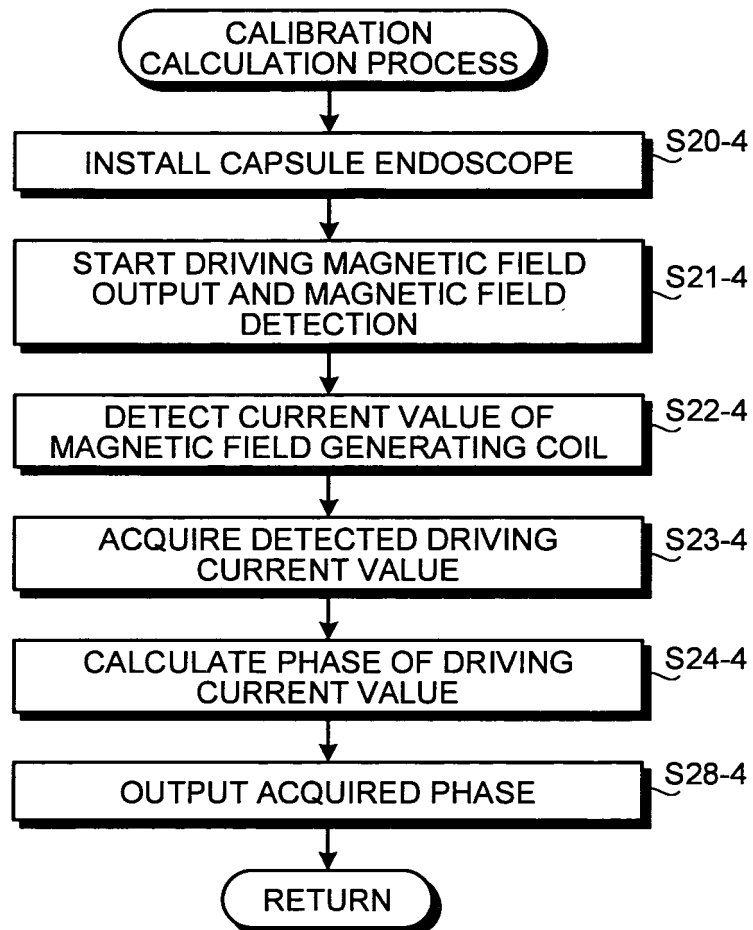 CALIBRATION
CALCULATION PROCESS
S20-4
INSTALL CAPSULE ENDOSCOPE
S21-4
START DRIVING MAGNETIC FIELD
OUTPUT AND MAGNETIC FIELD
DETECTION
S22-4
DETECT CURRENT VALUE OF
MAGNETIC FIELD GENERATING COIL
S23-4
ACQUIRE DETECTED DRIVING
CURRENT VALUE
S24-4
CALCULATE PHASE OF DRIVING
CURRENT VALUE
S28-4
OUTPUT ACQUIRED PHASE
RETURN